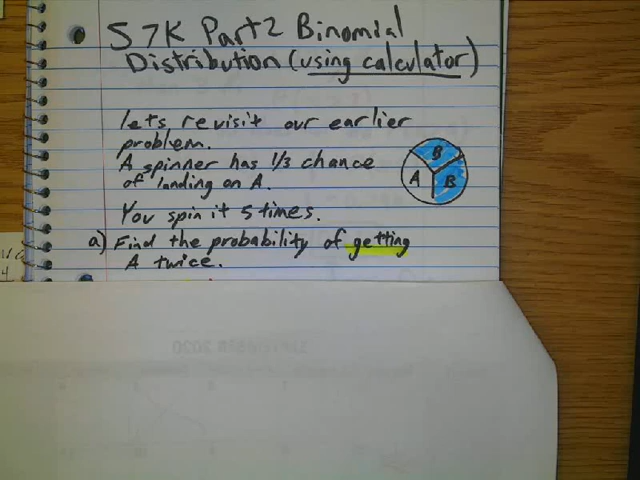 S 7K Part 2 Binomial
Distribution (using calculator)
lets revisit our earlier
problem.
A spinner has 1/3 chance
of landing on A.
You spin it 5 times.
a) Find the probability of getting
A twice.
B
A
B